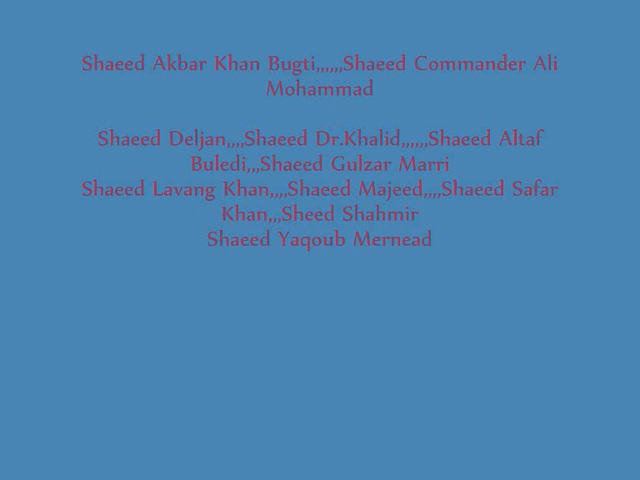 Shaeed Akbar Khan Bugti,,,,,,Shaeed Commander Ali
Mohammad
Shaeed Deljan,,,,Shaeed Dr.Khalid,,,,,,Shaeed Altaf
Buledi,,,Shaeed Gulzar Marri
Shaeed Lavang Khan,,,,Shaeed Majeed,,,,Shaeed Safar
Khan,,,Sheed Shahmir
Shaeed Yaqoub Mernead